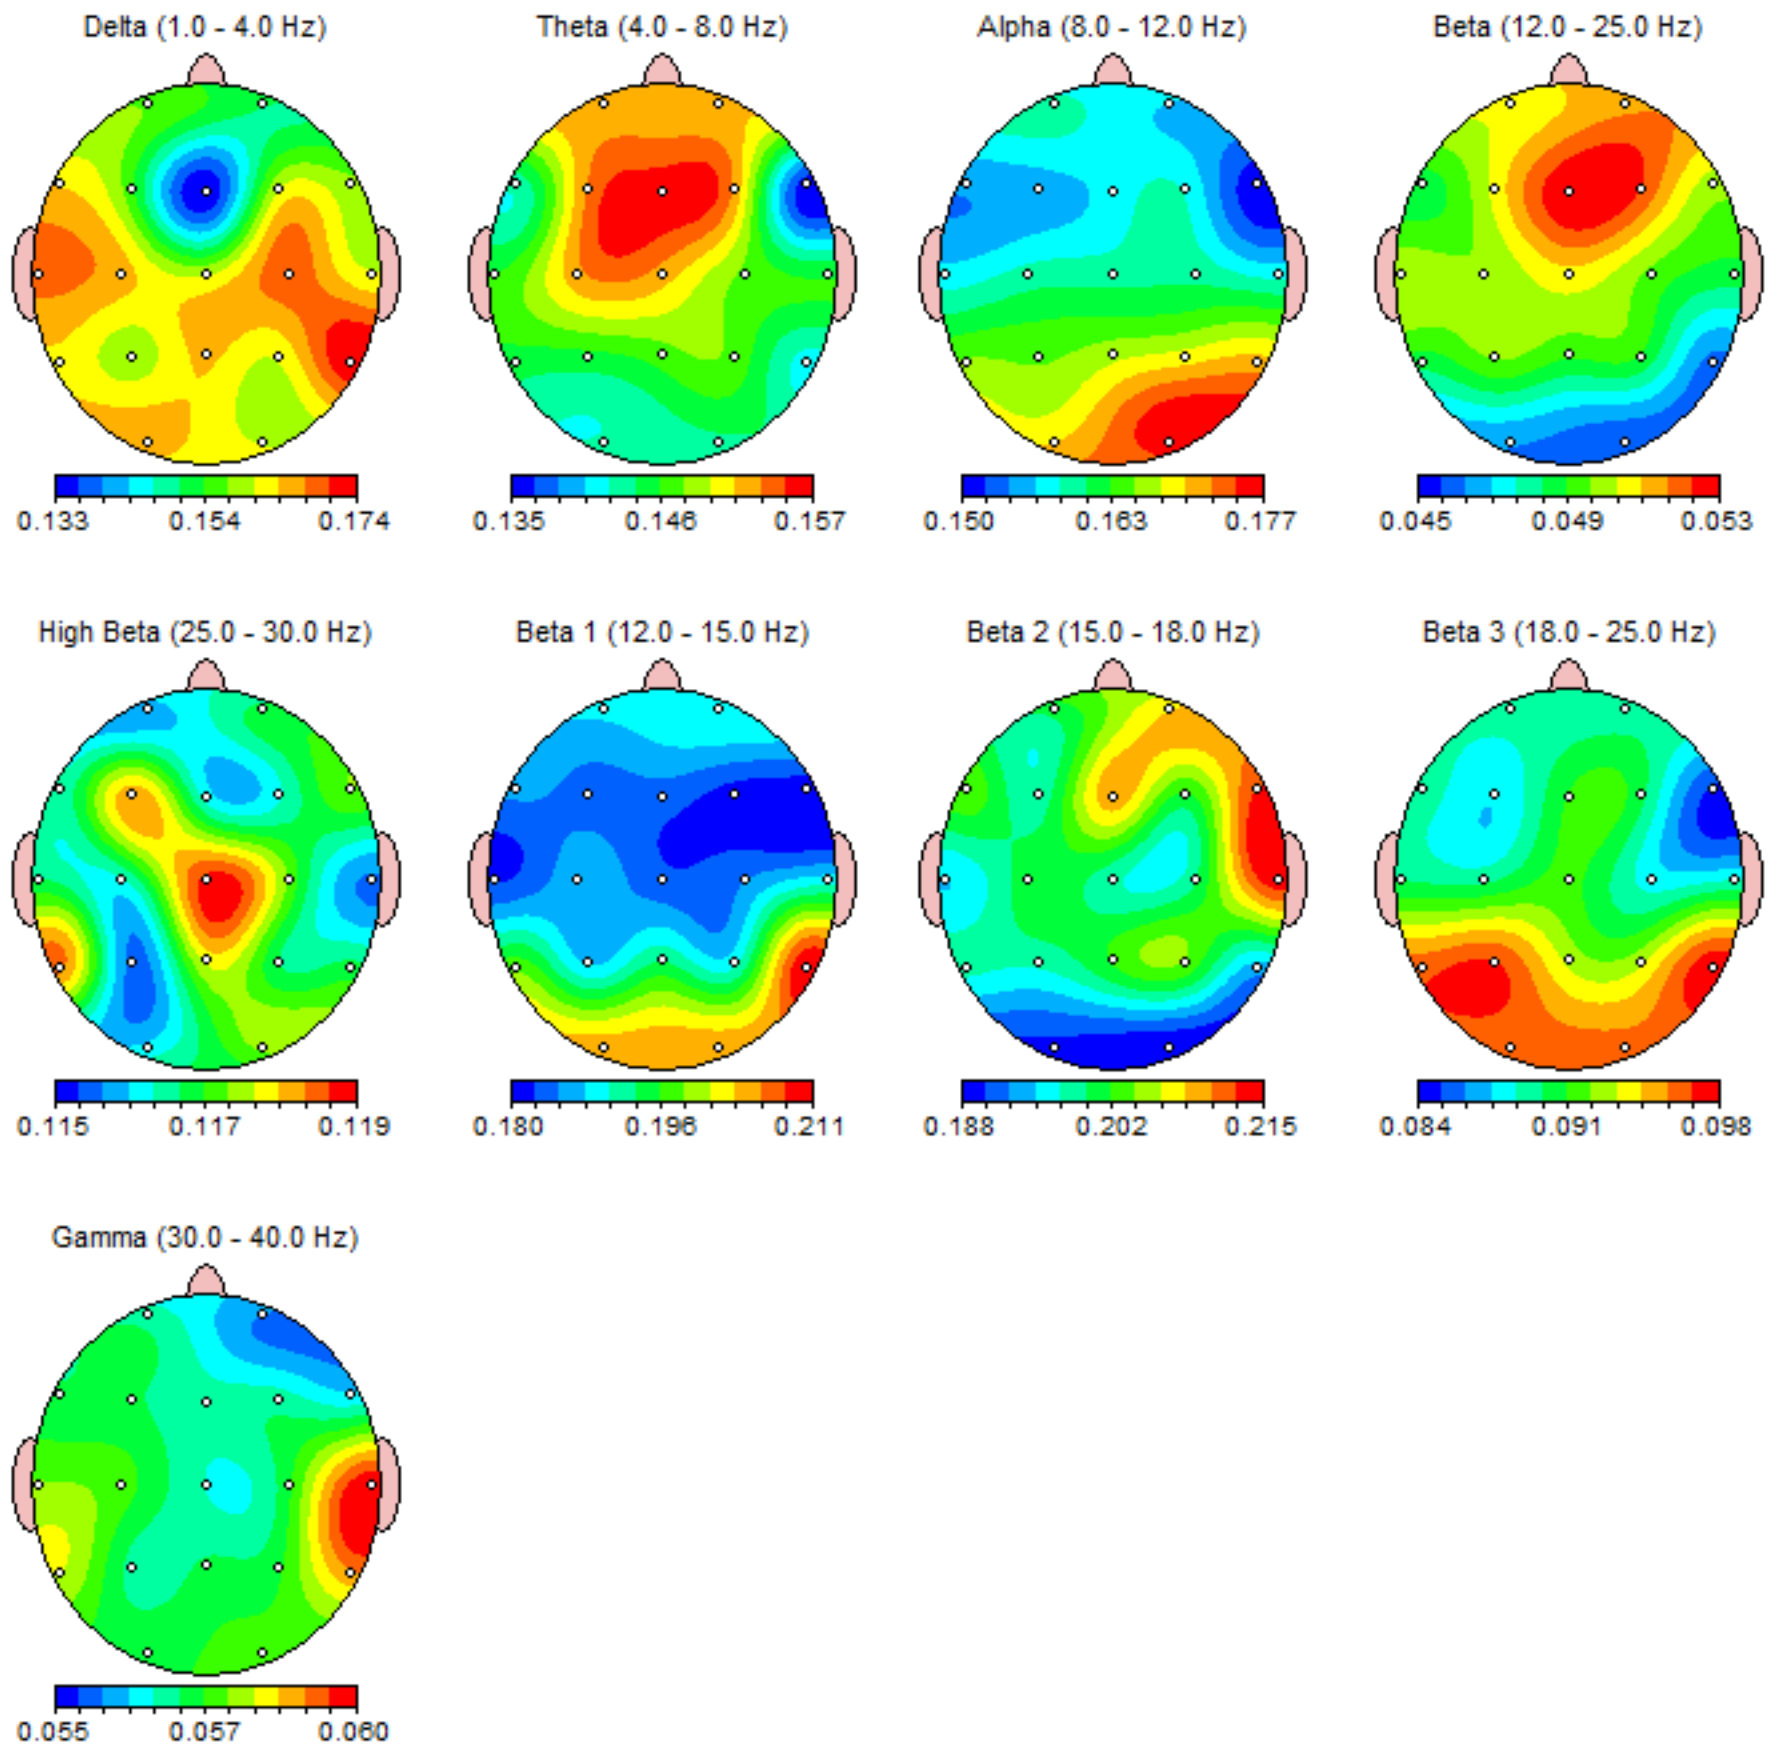 Delta (1.0 - 4.0 Hz)
Theta (4.0 - 8.0 Hz)
Alpha (8.0 - 12.0 Hz)
Beta (12.0 - 25.0 Hz)
0.133 0.154 0.174
0.135 0.146 0.157
0.150 0.163 0.177
0.045 0.049 0.053
High Beta (25.0 - 30.0 Hz)
Beta 1 (12.0 - 15.0 Hz)
Beta 2 (15.0 - 18.0 Hz)
Beta 3 (18.0 - 25.0 Hz)
0.115 0.117 0.119
0.180 0.196 0.211
0.188 0.202 0.215
0.084 0.091 0.098
Gamma (30.0 - 40.0 Hz)
0.055 0.057 0.060